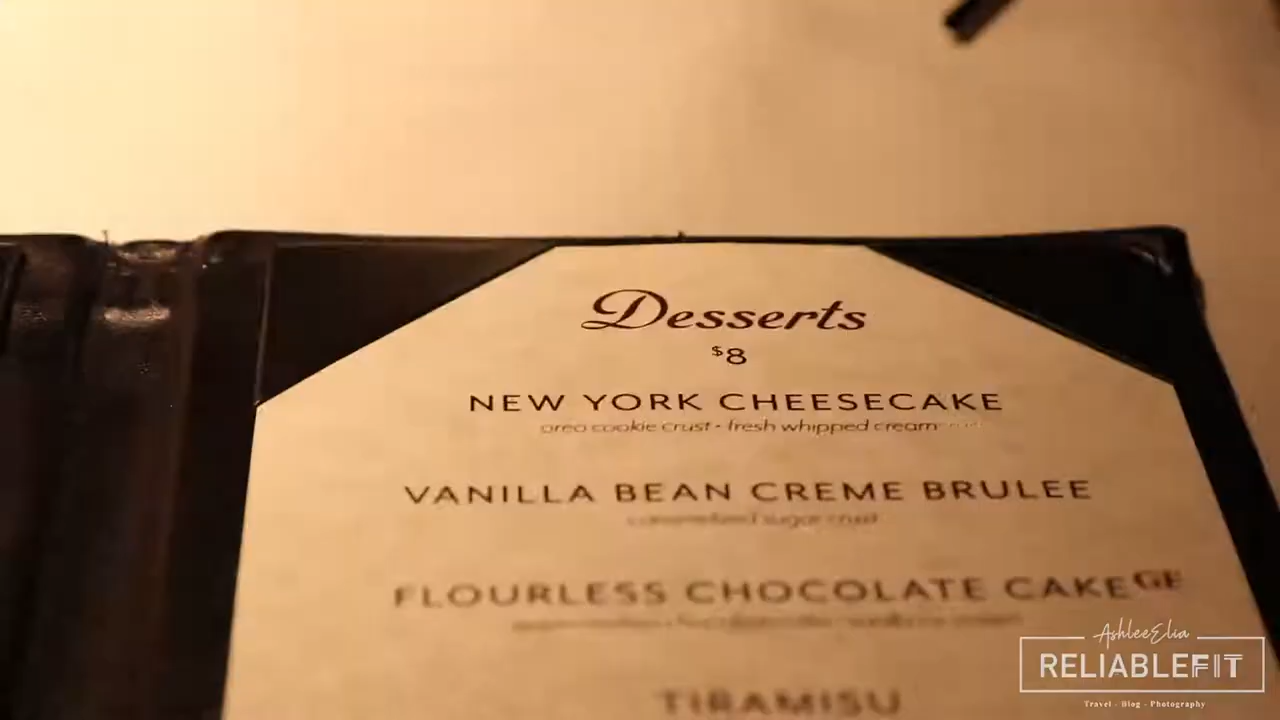 Desserts
$8
NEW YORK CHEESECAKE
oreo cookie crust - fresh whipped cream
VANILLA BEAN CREME BRULEE
caramelized sugar crust
FLOURLESS CHOCOLATE CAKE GF
TIRAMISU
AshleeElia
RELIABLEFIT
Travel - Blog - Photography